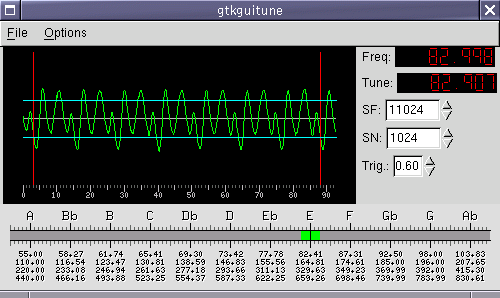 gtkguitune
File Options
Freq: 82.978
Tune: 82.907
SF: 11024
SN: 1024
Trig.: 0.60
0 10 20 30 40 50 60 70 80 90
A Bb B C Db D Eb E F Gb G Ab
55.00 58.27 61.74 65.41 69.30 73.42 77.78 82.41 87.31 92.50 98.00 103.83
110.00 116.54 123.47 130.81 138.59 146.83 155.56 164.81 174.61 185.00 196.00 207.65
220.00 233.08 246.94 261.63 277.18 293.66 311.13 329.63 349.23 369.99 392.00 415.30
440.00 466.16 493.88 523.25 554.37 587.33 622.25 659.26 698.46 739.99 783.99 830.61